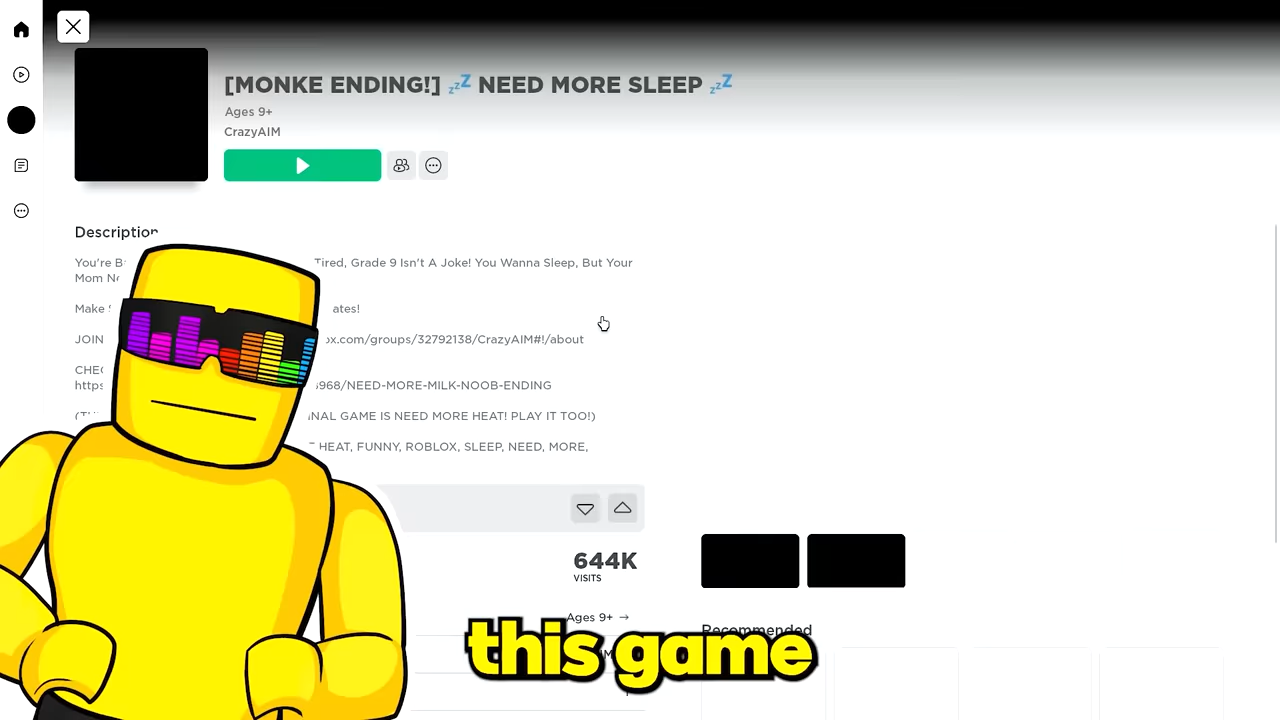 [MONKE ENDING!] 💤 NEED MORE SLEEP 💤
Ages 9+
CrazyAIM
Description
You're B Tired, Grade 9 Isn't A Joke! You Wanna Sleep, But Your
Mom Ne
Make ates!
JOIN ox.com/groups/32792138/CrazyAIM#!/about
CHEC
https 968/NEED-MORE-MILK-NOOB-ENDING
NAL GAME IS NEED MORE HEAT! PLAY IT TOO!)
HEAT, FUNNY, ROBLOX, SLEEP, NEED, MORE,
644K
VISITS
Ages 9+ →
this game
Recommended